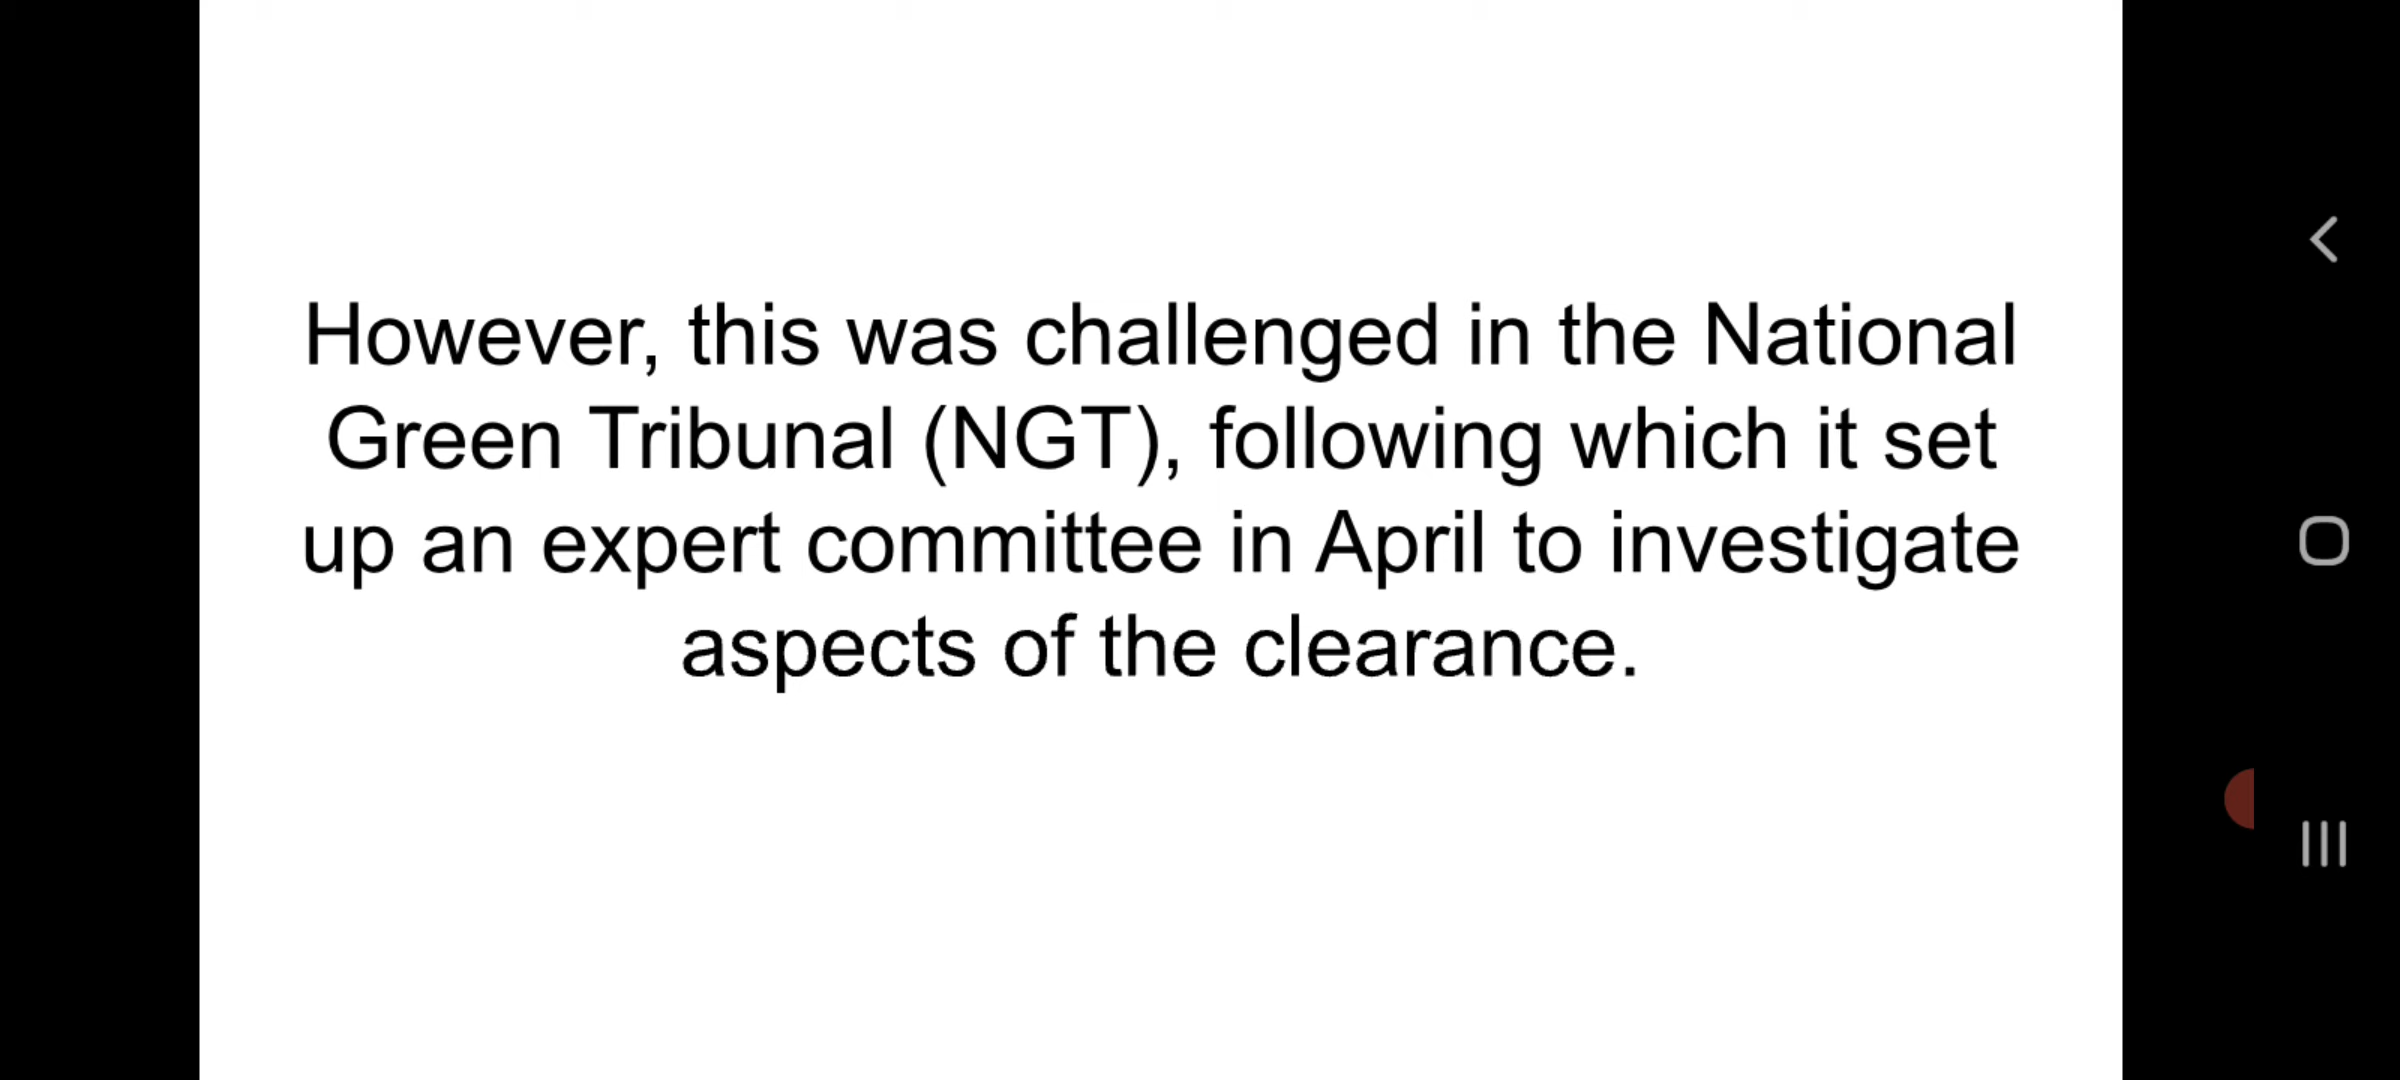 However, this was challenged in the National
Green Tribunal (NGT), following which it set
up an expert committee in April to investigate
aspects of the clearance.